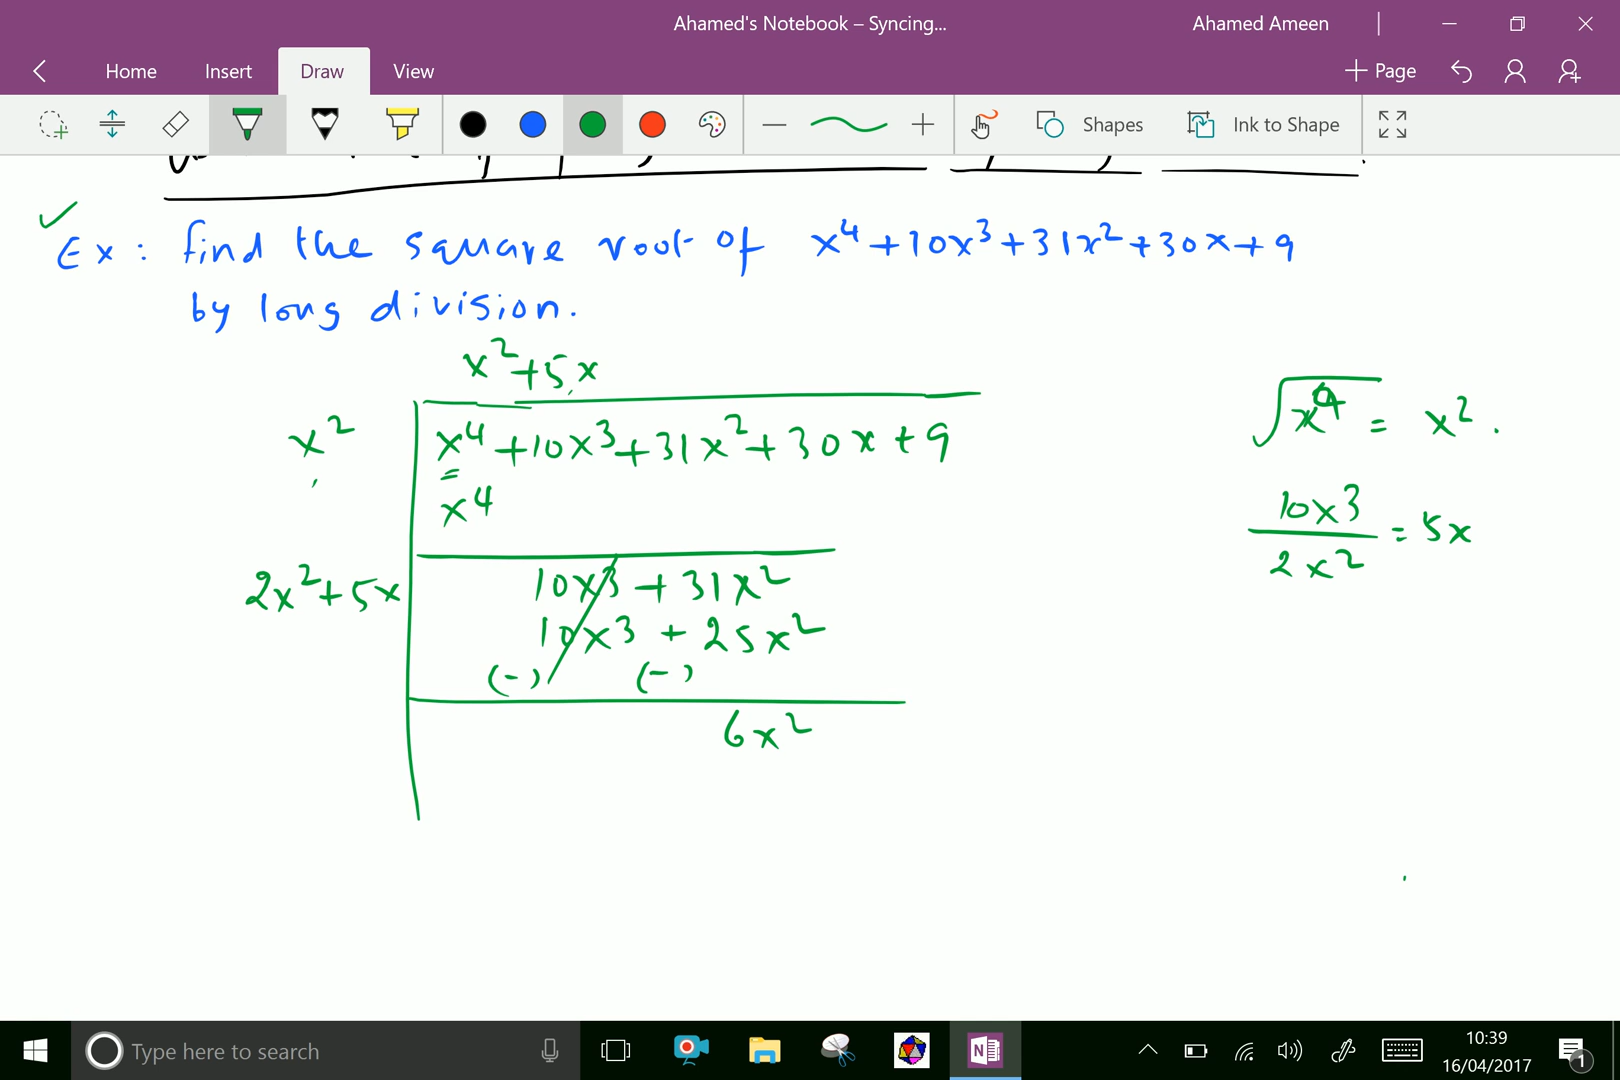 Ahamed's Notebook – Syncing...
Ahamed Ameen
Home Insert Draw View
Page
Shapes
Ink to Shape
Ex: find the square root of x⁴+10x³+31x²+30x+9
by long division.
x²+5x
x² x⁴+10x³+31x²+30x+9
x⁴
2x²+5x 10x³+31x²
10x³+25x²
(-) (-)
6x²
√x⁴ = x².
10x³/2x² = 5x
Type here to search
10:39
16/04/2017
1